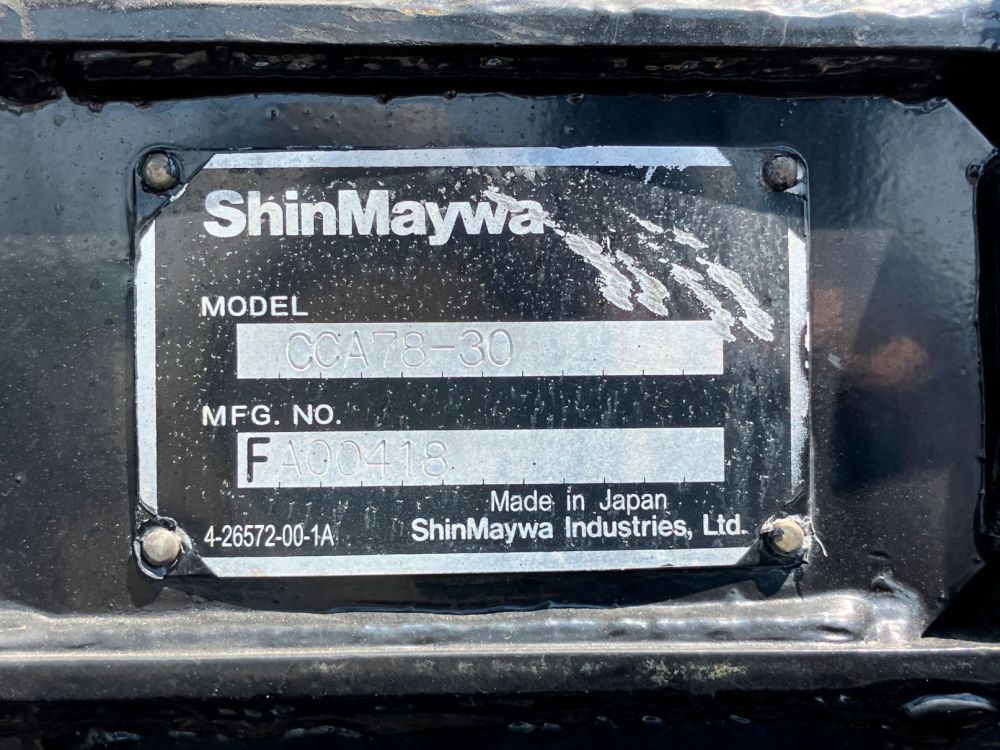 ShinMaywa
MODEL
CCA78-30
MFG. NO.
FA00418
Made in Japan
4-26572-00-1A
ShinMaywa Industries, Ltd.